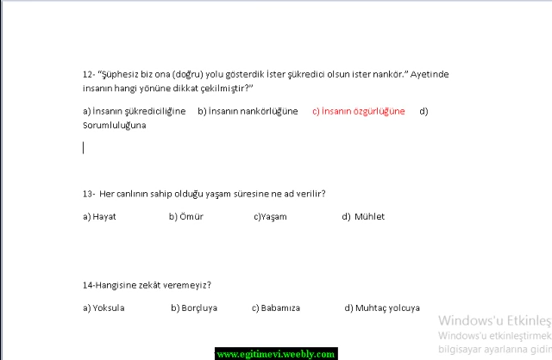 12- “Şüphesiz biz ona (doğru) yolu gösterdik İster şükredici olsun ister nankör.” Ayetinde
insanın hangi yönüne dikkat çekilmiştir?”
a) İnsanın şükrediciliğine b) İnsanın nankörlüğüne c) İnsanın özgürlüğüne d)
Sorumluluğuna
13- Her canlının sahip olduğu yaşam süresine ne ad verilir?
a) Hayat b) Ömür c)Yaşam d) Mühlet
14-Hangisine zekât veremeyiz?
a) Yoksula b) Borçluya c) Babamıza d) Muhtaç yolcuya
Windows'u Etkinleş
Windows'u etkinleştirmek
bilgisayar ayarlarına gidin
www.egitimevi.weebly.com